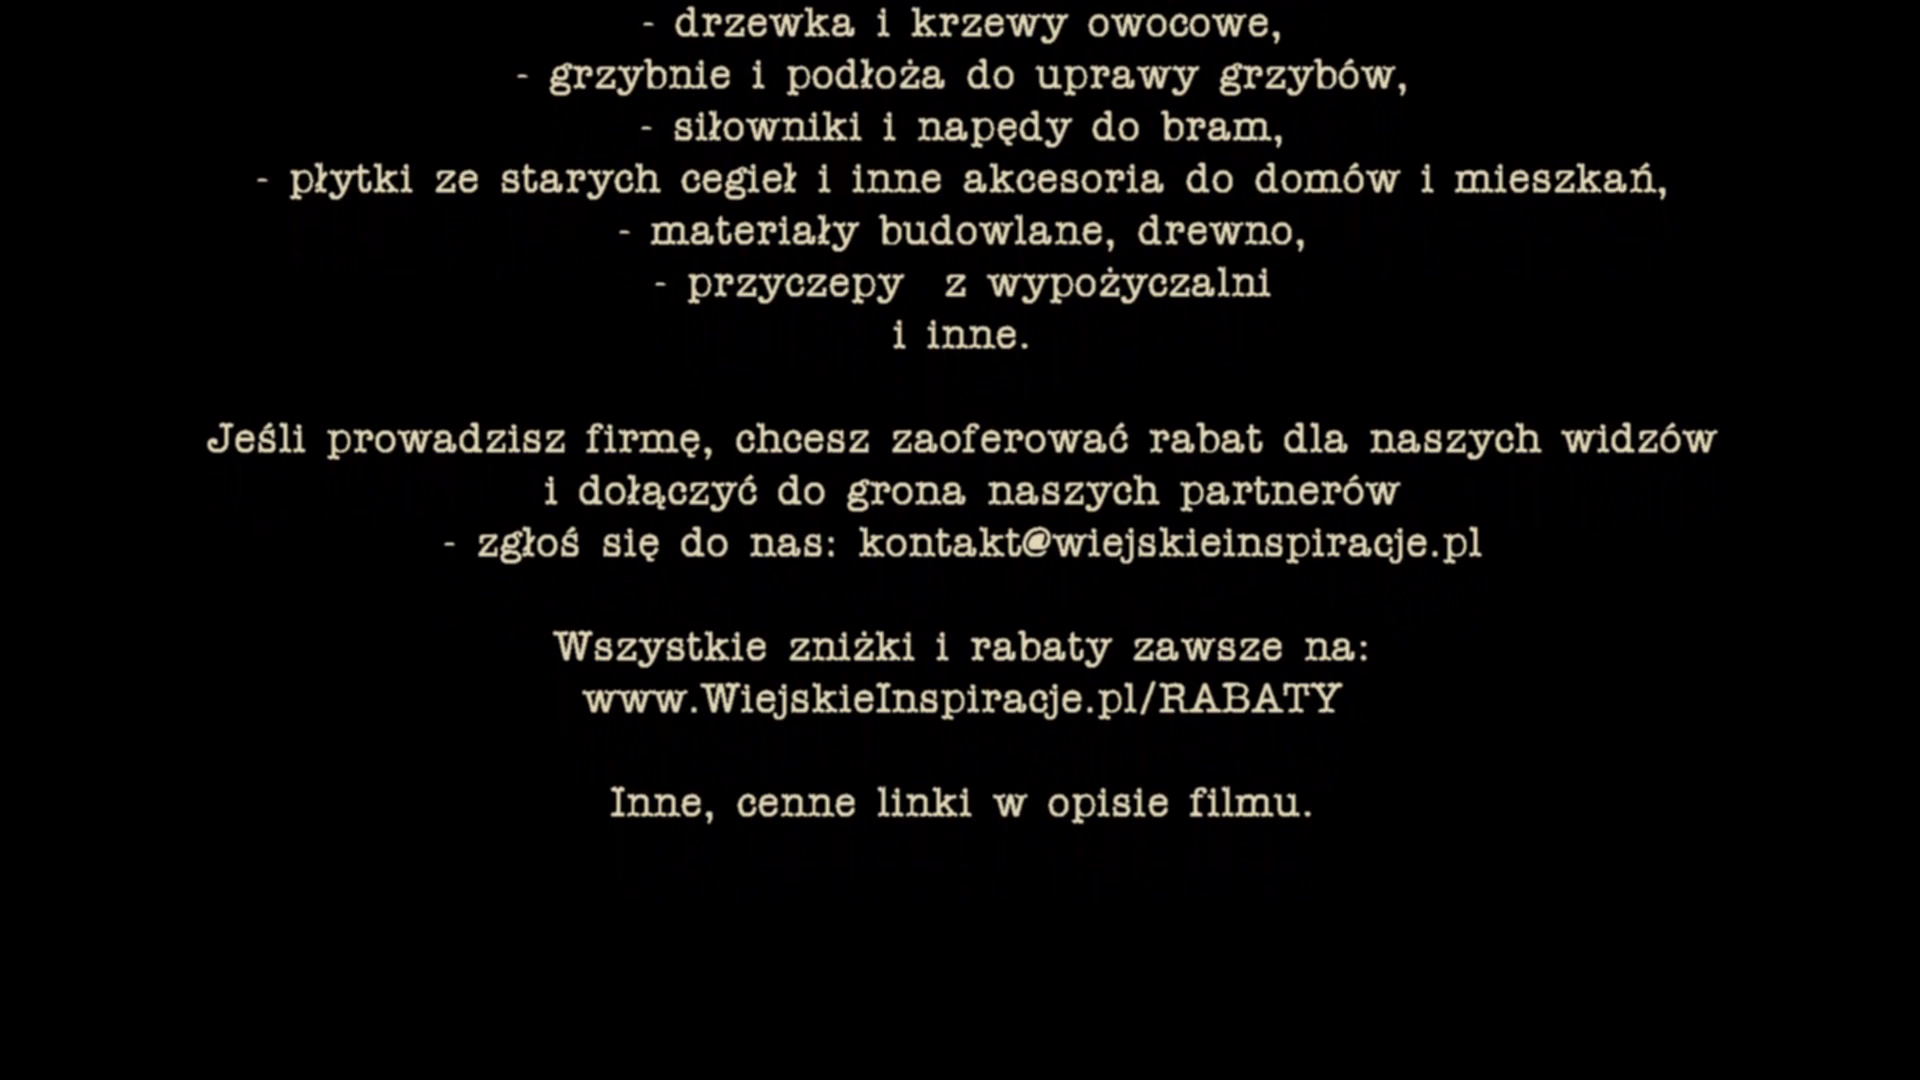 - drzewka i krzewy owocowe,
- grzybnie i podłoża do uprawy grzybów,
- siłowniki i napędy do bram,
- płytki ze starych cegieł i inne akcesoria do domów i mieszkań,
- materiały budowlane, drewno,
- przyczepy  z wypożyczalni
i inne.
Jeśli prowadzisz firmę, chcesz zaoferować rabat dla naszych widzów
i dołączyć do grona naszych partnerów
- zgłoś się do nas: kontakt@wiejskieinspiracje.pl
Wszystkie zniżki i rabaty zawsze na:
www.WiejskieInspiracje.pl/RABATY
Inne, cenne linki w opisie filmu.